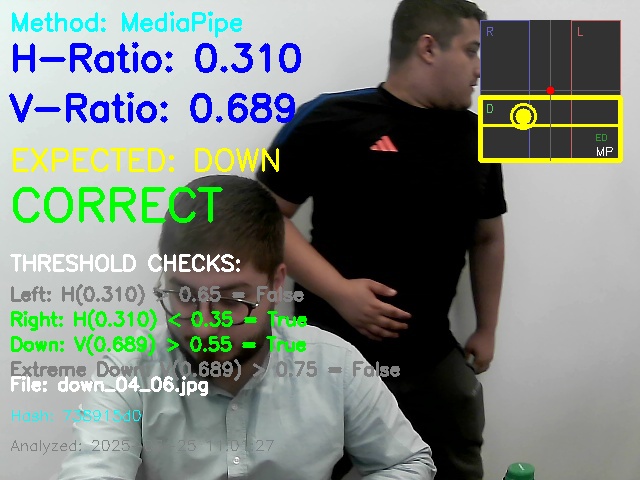 Method: MediaPipe
H-Ratio: 0.310
V-Ratio: 0.689
EXPECTED: DOWN
CORRECT
THRESHOLD CHECKS:
Left: H(0.310) > 0.65 = False
Right: H(0.310) < 0.35 = True
Down: V(0.689) > 0.55 = True
Extreme Down: V(0.689) > 0.75 = False
File: down_04_06.jpg
Hash:
Analyzed:
R
L
D
ED
MP